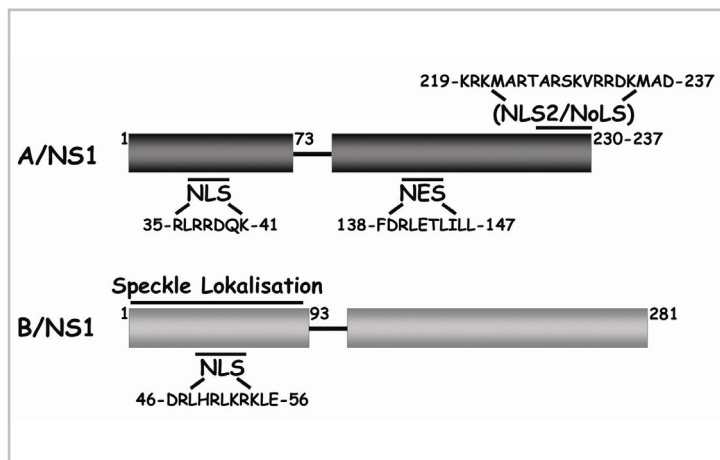 219-KRKMARTARSKVRRDKMAD-237
(NLS2/NoLS)
1 73 230-237
A/NS1
NLS NES
35-RLRRDQK-41 138-FDRLETLILL-147
Speckle Lokalisation
1 93 281
B/NS1
NLS
46-DRLHRLKRKLE-56